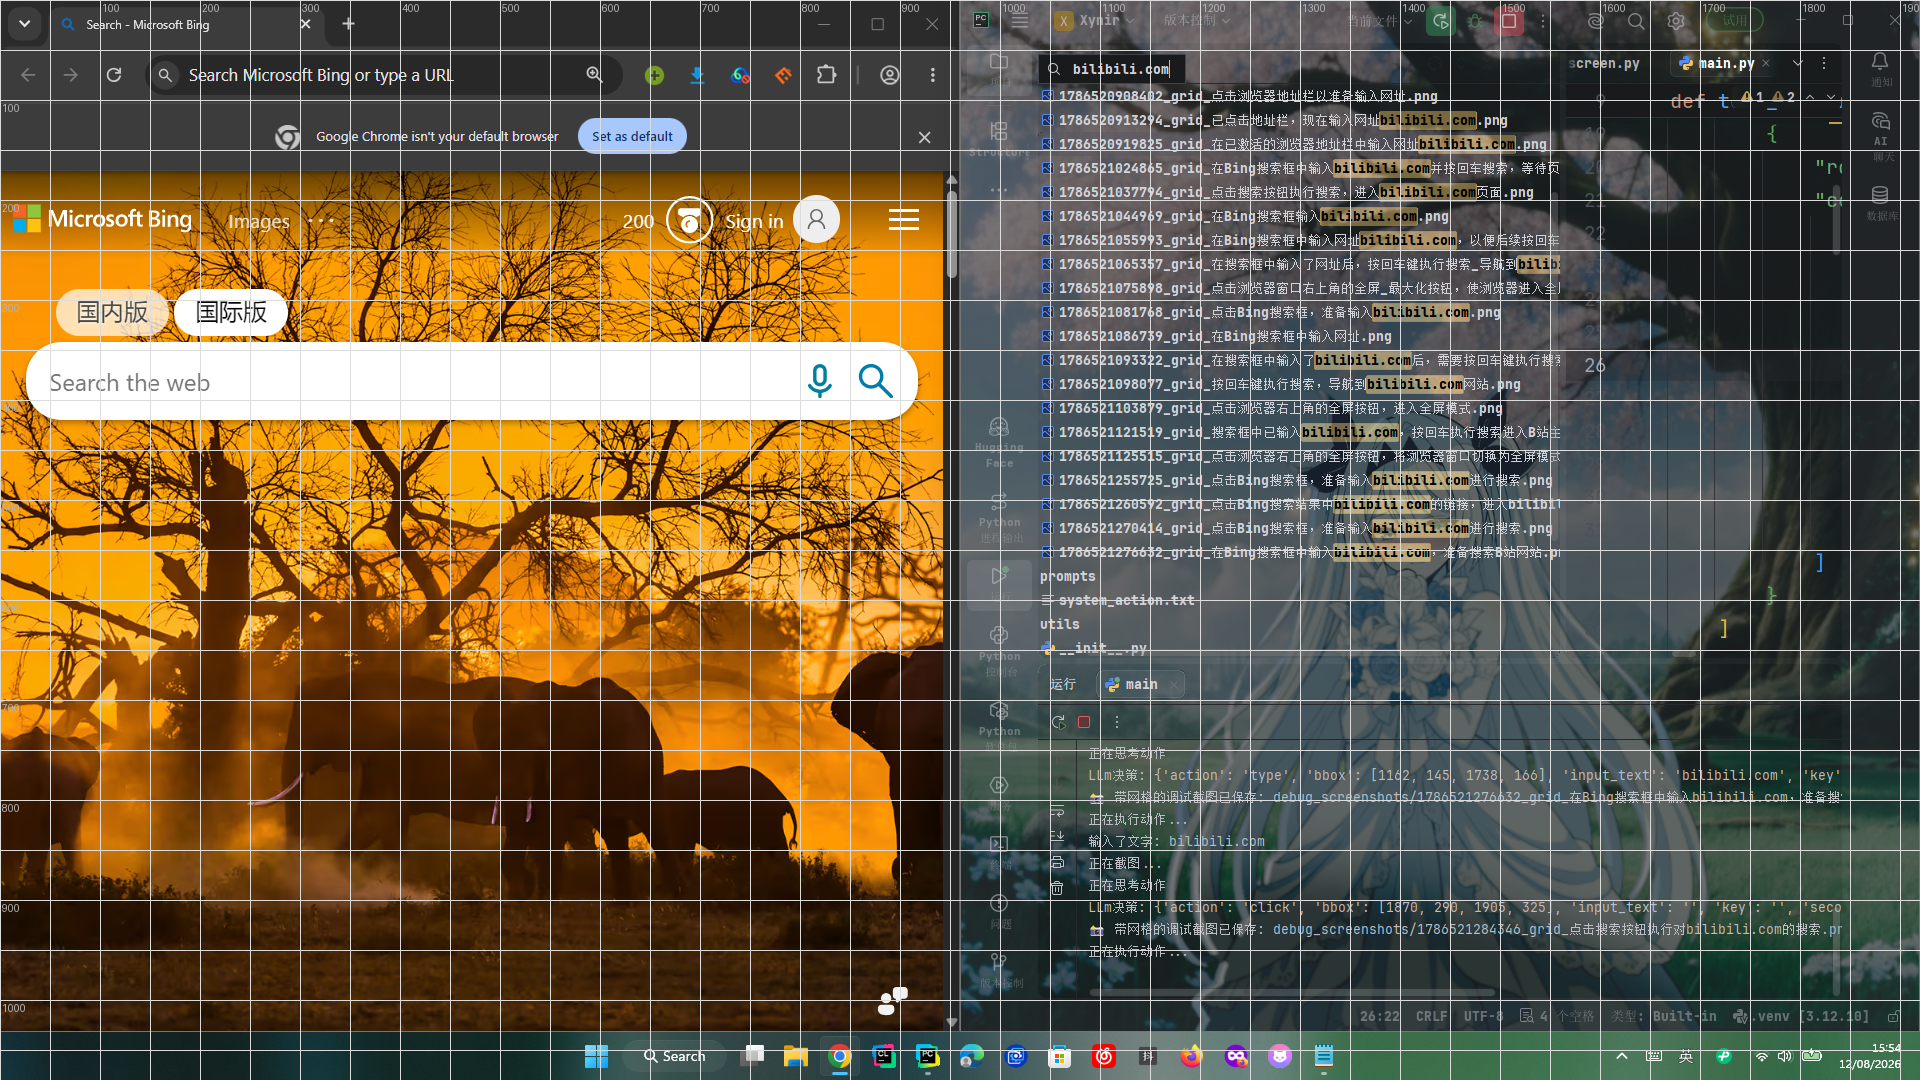 Search - Microsoft Bing
Search Microsoft Bing or type a URL
Google Chrome isn't your default browser
Set as default
Microsoft Bing
Images
200
Sign in
国内版
国际版
Search the web
Xynir
版本控制
当前文件
试用
bilibili.com
screen.py
main.py
1786520908402_grid_点击浏览器地址栏以准备输入网址.png
1786520913294_grid_已点击地址栏，现在输入网址bilibili.com.png
1786520919825_grid_在已激活的浏览器地址栏中输入网址bilibili.com.png
1786521024865_grid_在Bing搜索框中输入bilibili.com并按回车搜索，等待页
1786521037794_grid_点击搜索按钮执行搜索，进入bilibili.com页面.png
1786521044969_grid_在Bing搜索框输入bilibili.com.png
1786521055993_grid_在Bing搜索框中输入网址bilibili.com，以便后续按回车
1786521065357_grid_在搜索框中输入了网址后，按回车键执行搜索_导航到bilib
1786521075898_grid_点击浏览器窗口右上角的全屏_最大化按钮，使浏览器进入全
1786521081768_grid_点击Bing搜索框，准备输入bilibili.com.png
1786521086739_grid_在Bing搜索框中输入网址.png
1786521093322_grid_在搜索框中输入了bilibili.com后，需要按回车键执行搜索
1786521098077_grid_按回车键执行搜索，导航到bilibili.com网站.png
1786521103879_grid_点击浏览器右上角的全屏按钮，进入全屏模式.png
1786521121519_grid_搜索框中已输入bilibili.com，按回车执行搜索进入B站主
1786521125515_grid_点击浏览器右上角的全屏按钮，将浏览器窗口切换为全屏模式
1786521255725_grid_点击Bing搜索框，准备输入bilibili.com进行搜索.png
1786521260592_grid_点击Bing搜索结果中bilibili.com的链接，进入bilibil
1786521270414_grid_点击Bing搜索框，准备输入bilibili.com进行搜索.png
1786521276632_grid_在Bing搜索框中输入bilibili.com，准备搜索B站网站.p
prompts
system_action.txt
utils
__init__.py
def t
1
2
{
"r
"c
26
]
}
]
通知
AI
聊天
数据库
Hugging
Face
Python
Python
控制台
Python
运行
main
正在思考动作
LLm决策: {'action': 'type', 'bbox': [1162, 145, 1738, 166], 'input_text': 'bilibili.com', 'key'
带网格的调试截图已保存: debug_screenshots/1786521276632_grid_在Bing搜索框中输入bilibili.com，准备搜
正在执行动作...
输入了文字: bilibili.com
正在截图...
正在思考动作
LLm决策: {'action': 'click', 'bbox': [1870, 290, 1905, 325], 'input_text': '', 'key': '', 'seco
带网格的调试截图已保存: debug_screenshots/1786521284346_grid_点击搜索按钮执行对bilibili.com的搜索.pn
正在执行动作...
问题
版本控制
26:22
CRLF
UTF-8
4 个空格
类型: Built-in
.venv [3.12.10]
Search
英
15:54
12/08/2026